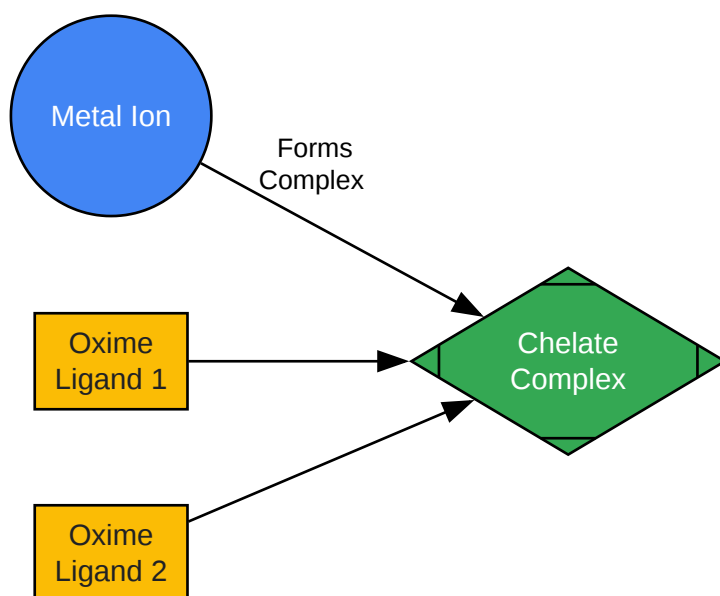 Metal Ion
Forms
Complex
Oxime
Ligand 1
Chelate
Complex
Oxime
Ligand 2